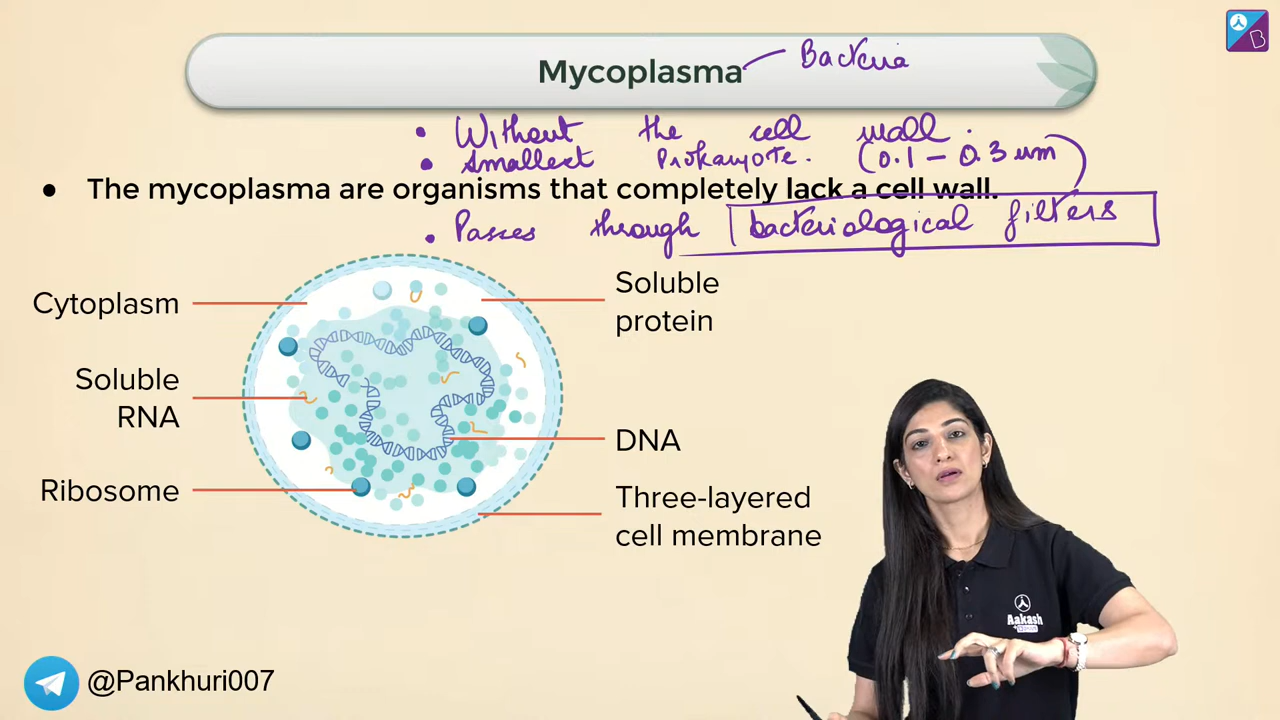 Mycoplasma
Bacteria
• Without the cell wall.
• Smallest Prokaryote. (0.1 – 0.3 um
● The mycoplasma are organisms that completely lack a cell wall.
• Passes through bacteriological filters
Cytoplasm
Soluble
protein
Soluble
RNA
DNA
Ribosome
Three-layered
cell membrane
Aakash
@Pankhuri007
B